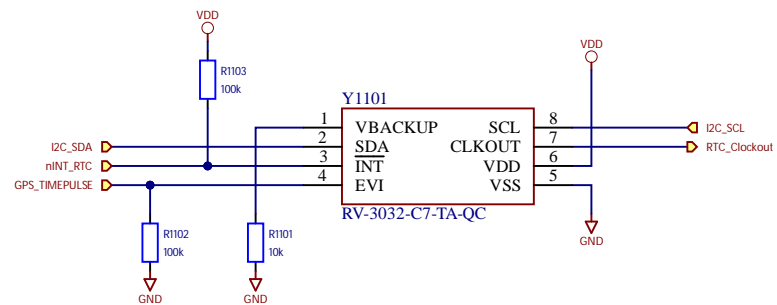 VDD
R1103
100k
VDD
Y1101
1
VBACKUP
SCL
8
I2C_SCL
I2C_SDA
2
SDA
CLKOUT
7
RTC_Clockout
nINT_RTC
3
INT
VDD
6
GPS_TIMEPULSE
4
EVI
VSS
5
RV-3032-C7-TA-QC
R1102
100k
R1101
10k
GND
GND
GND